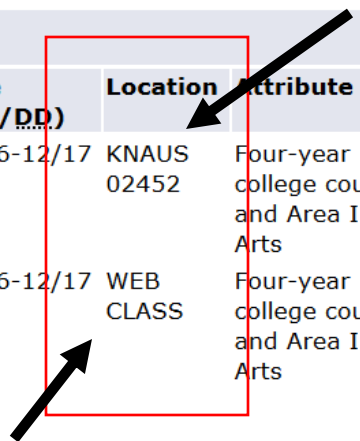 Location Attribute
/DD)
6-12/17 KNAUS Four-year
02452 college cou
and Area I
Arts
6-12/17 WEB Four-year
CLASS college cou
and Area I
Arts